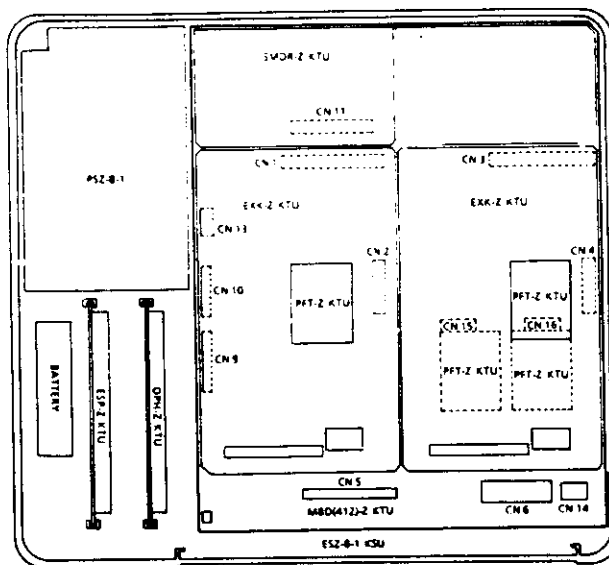 SMDR-Z KTU
CN 11
PSZ-8-1
CN 1
CN 3
EXK-Z KTU
EXK-Z KTU
CN 13
CN 2
CN 4
CN 10
PFT-Z KTU
PFT-Z KTU
CN 15
CN 16
CN 9
PFT-Z KTU
PFT-Z KTU
BATTERY
ESP-Z KTU
OPH-Z KTU
CN 5
MBD(412)-Z KTU
CN 6
CN 14
ESZ-8-1 KSU